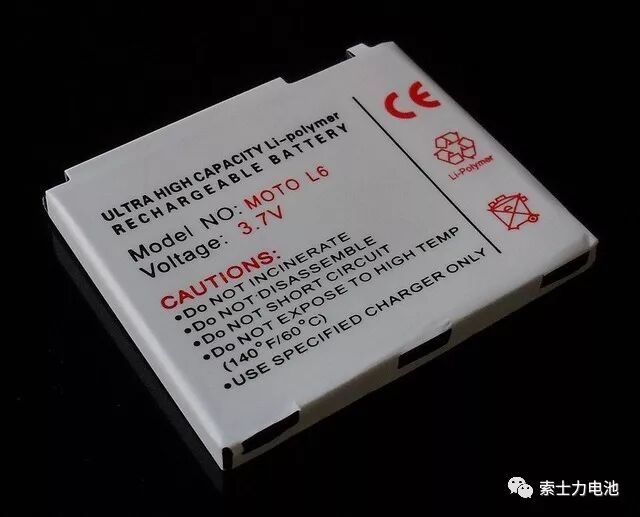 ULTRA HIGH CAPACITY Li-polymer
RECHARGEABLE BATTERY
Model NO: MOTO L6
Voltage: 3.7V
CAUTIONS:
•DO NOT INCINERATE
•DO NOT DISASSEMBLE
•DO NOT SHORT CIRCUIT
•DO NOT EXPOSE TO HIGH TEMP
(140°F/60°C)
•USE SPECIFIED CHARGER ONLY
CE
Li-Polymer
索士力电池